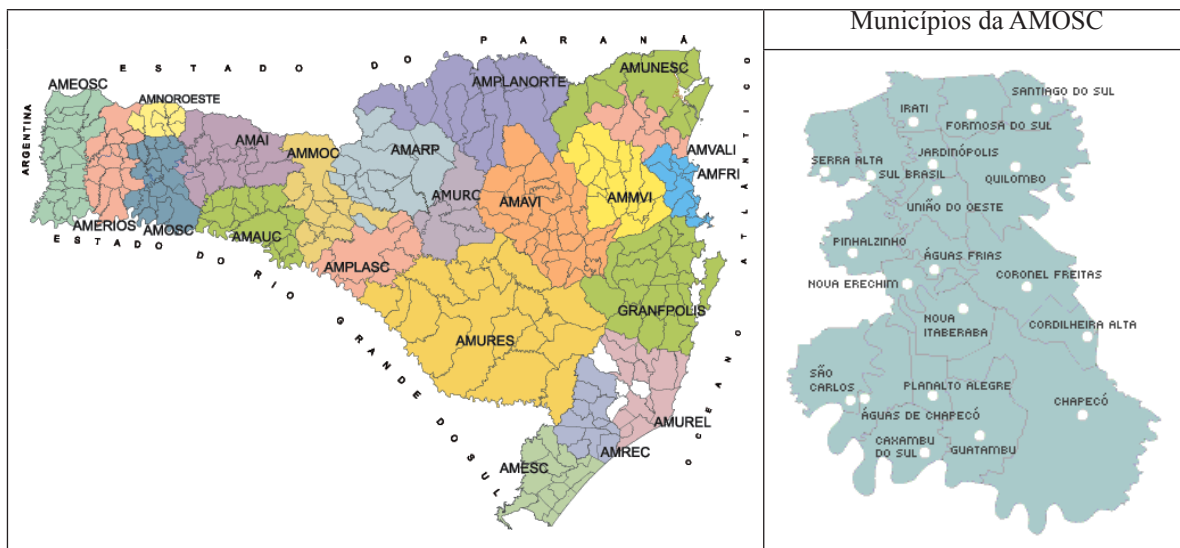 ESTADO DO PARANÁ
AMEOSC
AMNOROESTE
AMPLANORTE
AMUNESC
ARGENTINA
AMAI
AMMOC
AMARP
AMVALI
AMFRI
AMURC
AMAVI
AMMVI
AMERIOS
AMOSC
AMAUC
AMPLASC
GRANFPOLIS
AMURES
AMUREL
AMREC
AMESC
ESTADO DO RIO GRANDE DO SUL
OCEANO ATLÂNTICO
Municípios da AMOSC
SANTIAGO DO SUL
IRATI
FORMOSA DO SUL
JARDINÓPOLIS
SERRA ALTA
SUL BRASIL
QUILOMBO
UNIÃO DO OESTE
PINHALZINHO
ÁGUAS FRIAS
CORONEL FREITAS
NOVA ERECHIM
NOVA
ITABERABA
CORDILHEIRA ALTA
SÃO
CARLOS
PLANALTO ALEGRE
CHAPECÓ
ÁGUAS DE CHAPECÓ
CAXAMBU
DO SUL
GUATAMBU